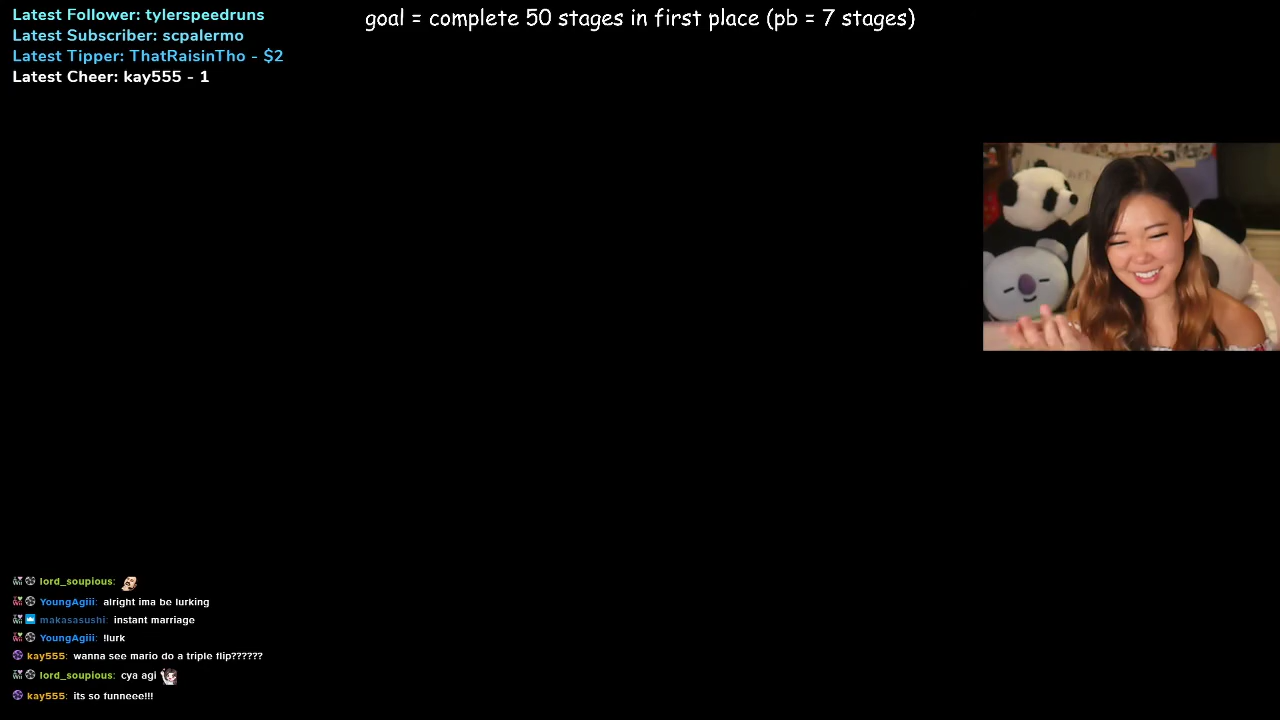 Latest Follower: tylerspeedruns
Latest Subscriber: scpalermo
Latest Tipper: ThatRaisinTho - $2
Latest Cheer: kay555 - 1
goal = complete 50 stages in first place (pb = 7 stages)
lord_soupious:
YoungAgiii: alright ima be lurking
makasasushi: instant marriage
YoungAgiii: !lurk
kay555: wanna see mario do a triple flip??????
lord_soupious: cya agi
kay555: its so funneee!!!